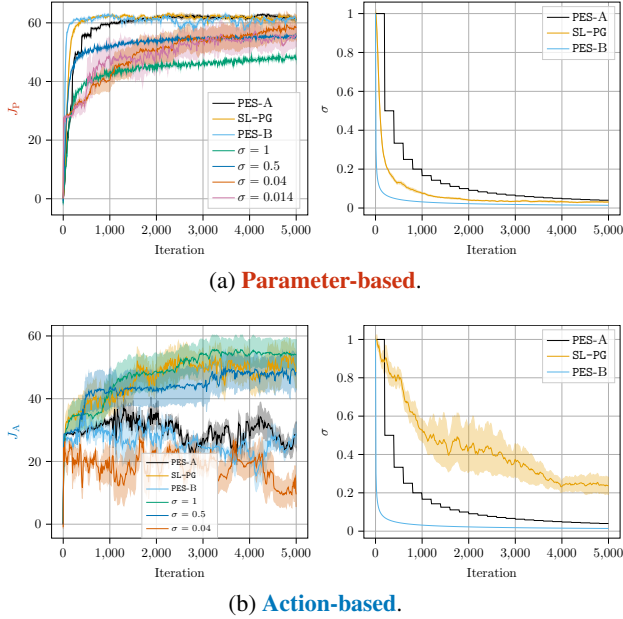 60
40
20
0
J_P
PES-A
SL-PG
PES-B
σ = 1
σ = 0.5
σ = 0.04
σ = 0.014
0 1,000 2,000 3,000 4,000 5,000
Iteration
1
0.8
0.6
0.4
0.2
0
σ
PES-A
SL-PG
PES-B
0 1,000 2,000 3,000 4,000 5,000
Iteration
(a) Parameter-based.
60
40
20
0
J_A
PES-A
SL-PG
PES-B
σ = 1
σ = 0.5
σ = 0.04
0 1,000 2,000 3,000 4,000 5,000
Iteration
1
0.8
0.6
0.4
0.2
0
σ
PES-A
SL-PG
PES-B
0 1,000 2,000 3,000 4,000 5,000
Iteration
(b) Action-based.